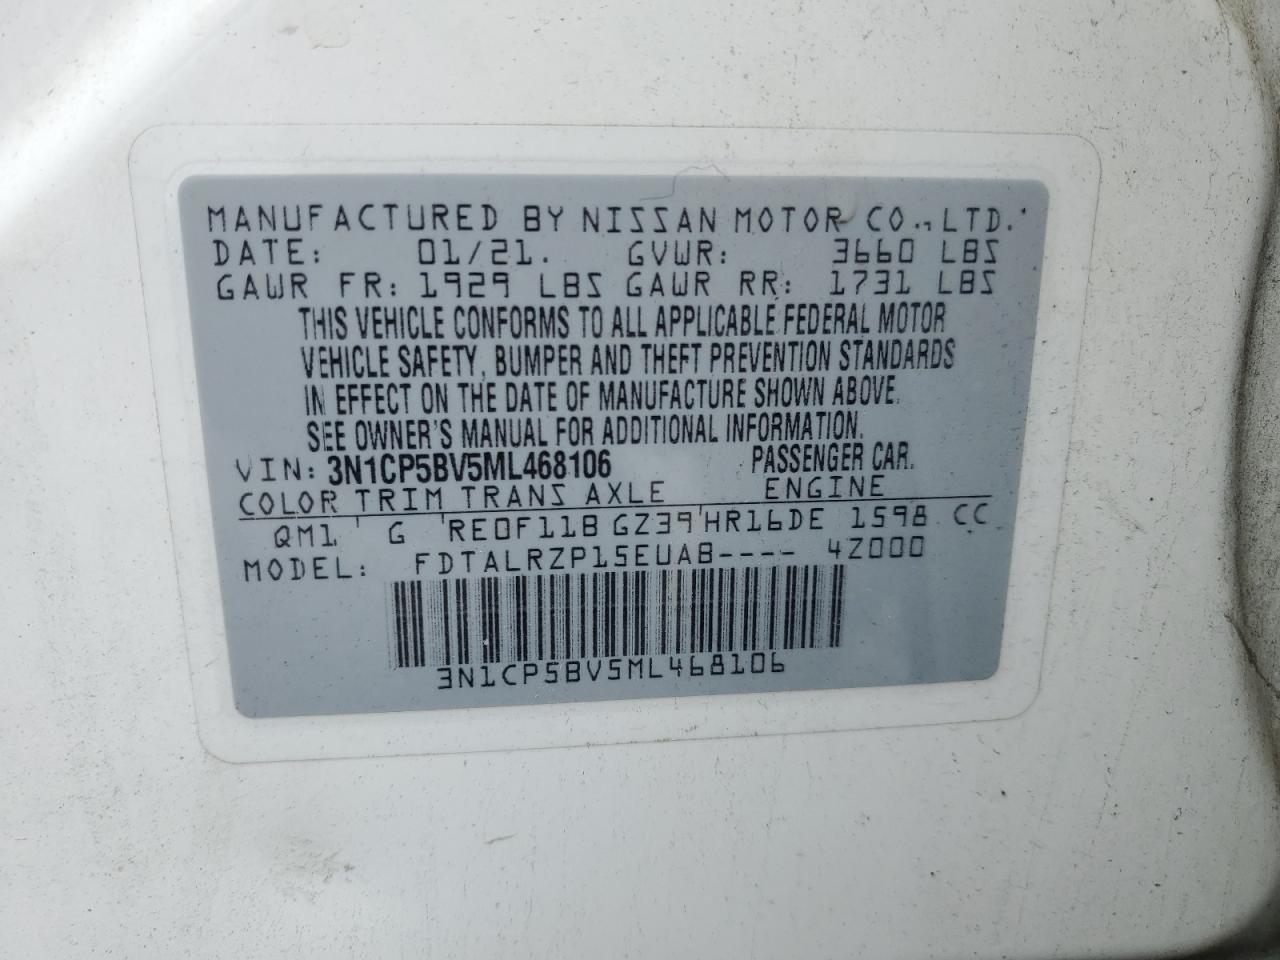 MANUFACTURED BY NISSAN MOTOR CO., LTD.
DATE: 01/21. GVWR: 3660 LBS
GAWR FR: 1929 LBS GAWR RR: 1731 LBS
THIS VEHICLE CONFORMS TO ALL APPLICABLE FEDERAL MOTOR
VEHICLE SAFETY, BUMPER AND THEFT PREVENTION STANDARDS
IN EFFECT ON THE DATE OF MANUFACTURE SHOWN ABOVE.
SEE OWNER'S MANUAL FOR ADDITIONAL INFORMATION.
VIN: 3N1CP5BV5ML468106 PASSENGER CAR.
COLOR TRIM TRANS AXLE ENGINE
QM1 ' G 'RE0F11B GZ39'HR16DE 1598 CC
MODEL: FDTALRZP15EUAB---- 4Z000
3N1CP5BV5ML468106